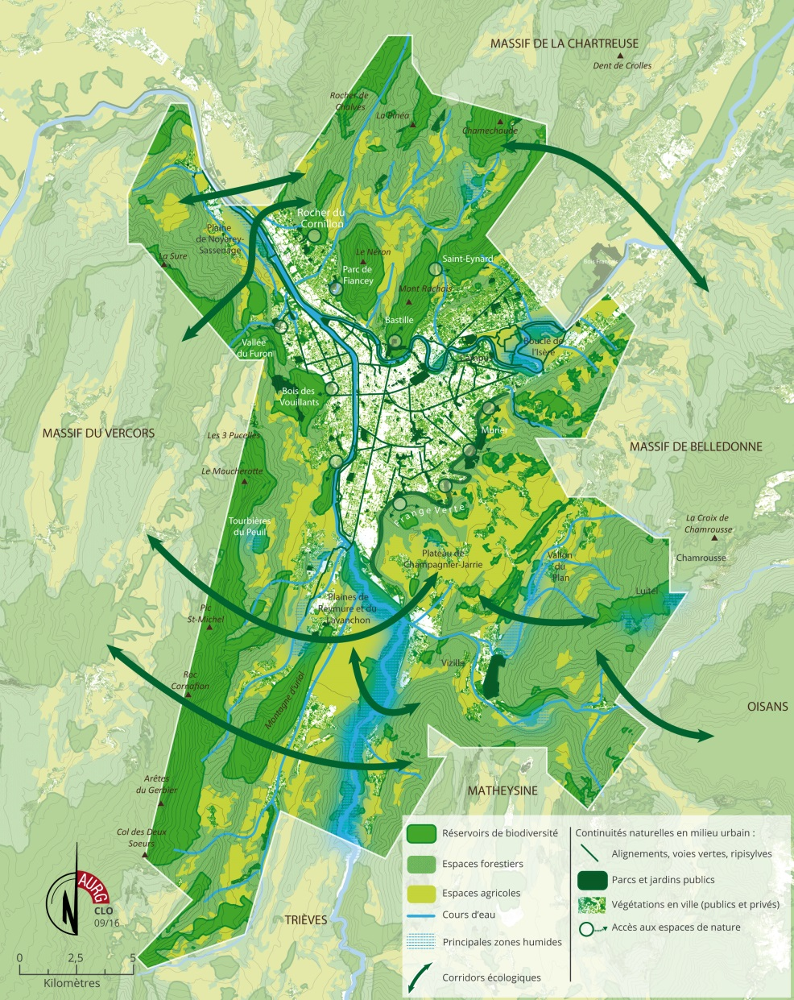 MASSIF DE LA CHARTREUSE
Dent de Crolles
Rocher de
Chalves
La Pinéa
Chamechaude
Rocher du
Cornillon
Plaine
de Noyarey-
Sassenage
La Sure
Le Néron
Saint-Eynard
Bois Français
Parc de
Fiancey
Mont Rachais
Bastille
Vallée
du Furon
Boucle de
l'Isère
Campus
Bois des
Vouillants
MASSIF DU VERCORS
Les 3 Pucelles
Murier
MASSIF DE BELLEDONNE
Le Moucherotte
Frange Verte
Tourbières
du Peuil
La Croix de
Chamrousse
Chamrousse
Plateau de
Champagnier-Jarrie
Vallon
du
Plan
Luitel
Plaines de
Reymure et du
Lavanchon
Pic
St-Michel
Vizille
Roc
Cornafion
Montagne d'uriol
OISANS
Arêtes
du Gerbier
MATHEYSINE
Col des Deux
Soeurs
TRIÈVES
AURG
CLO
09/16
N
0 2,5 5
Kilomètres
Réservoirs de biodiversité
Espaces forestiers
Espaces agricoles
Cours d'eau
Principales zones humides
Corridors écologiques
Continuités naturelles en milieu urbain :
Alignements, voies vertes, ripisylves
Parcs et jardins publics
Végétations en ville (publics et privés)
Accès aux espaces de nature